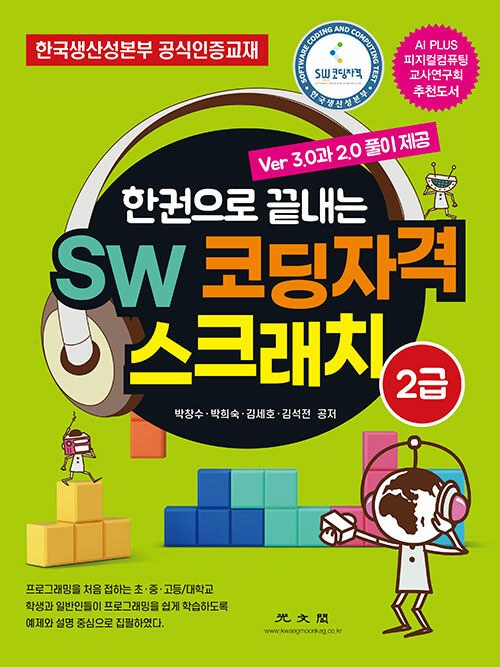 한국생산성본부 공식인증교재
SOFTWARE CODING AND COMPUTING TEST
SW코딩자격
한국생산성본부
AI PLUS
피지컬컴퓨팅
교사연구회
추천도서
Ver 3.0과 2.0 풀이 제공
한권으로 끝내는
SW 코딩자격
스크래치
2급
박창수·박희숙·김세호·김석전 공저
프로그래밍을 처음 접하는 초·중·고등/대학교
학생과 일반인들이 프로그래밍을 쉽게 학습하도록
예제와 설명 중심으로 집필하였다.
光文閣
www.kwangmoonkag.co.kr